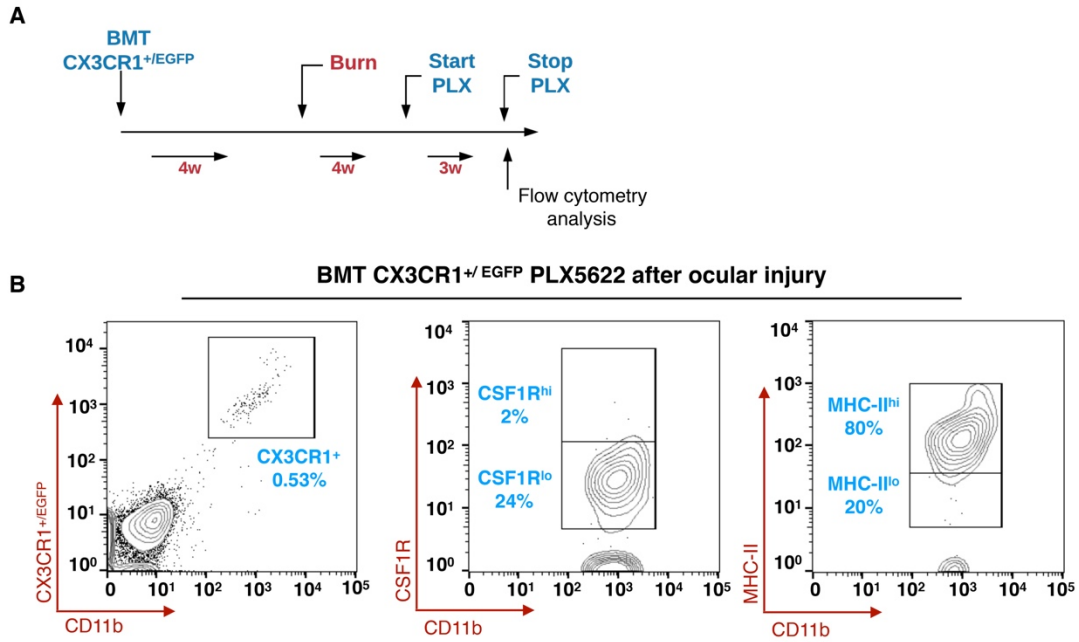 A
BMT
CX3CR1+/EGFP
Burn
Start
PLX
Stop
PLX
4w
4w
3w
Flow cytometry
analysis
B
BMT CX3CR1+/ EGFP PLX5622 after ocular injury
10⁴
10³
10²
10¹
10⁰
CX3CR1+
0.53%
0 10¹ 10² 10³ 10⁴ 10⁵
CX3CR1+/EGFP
CD11b
10⁴
10³
10²
10¹
10⁰
CSF1Rhi
2%
CSF1Rlo
24%
0 10¹ 10² 10³ 10⁴ 10⁵
CSF1R
CD11b
10⁴
10³
10²
10¹
10⁰
MHC-IIhi
80%
MHC-IIlo
20%
0 10¹ 10² 10³ 10⁴ 10⁵
MHC-II
CD11b